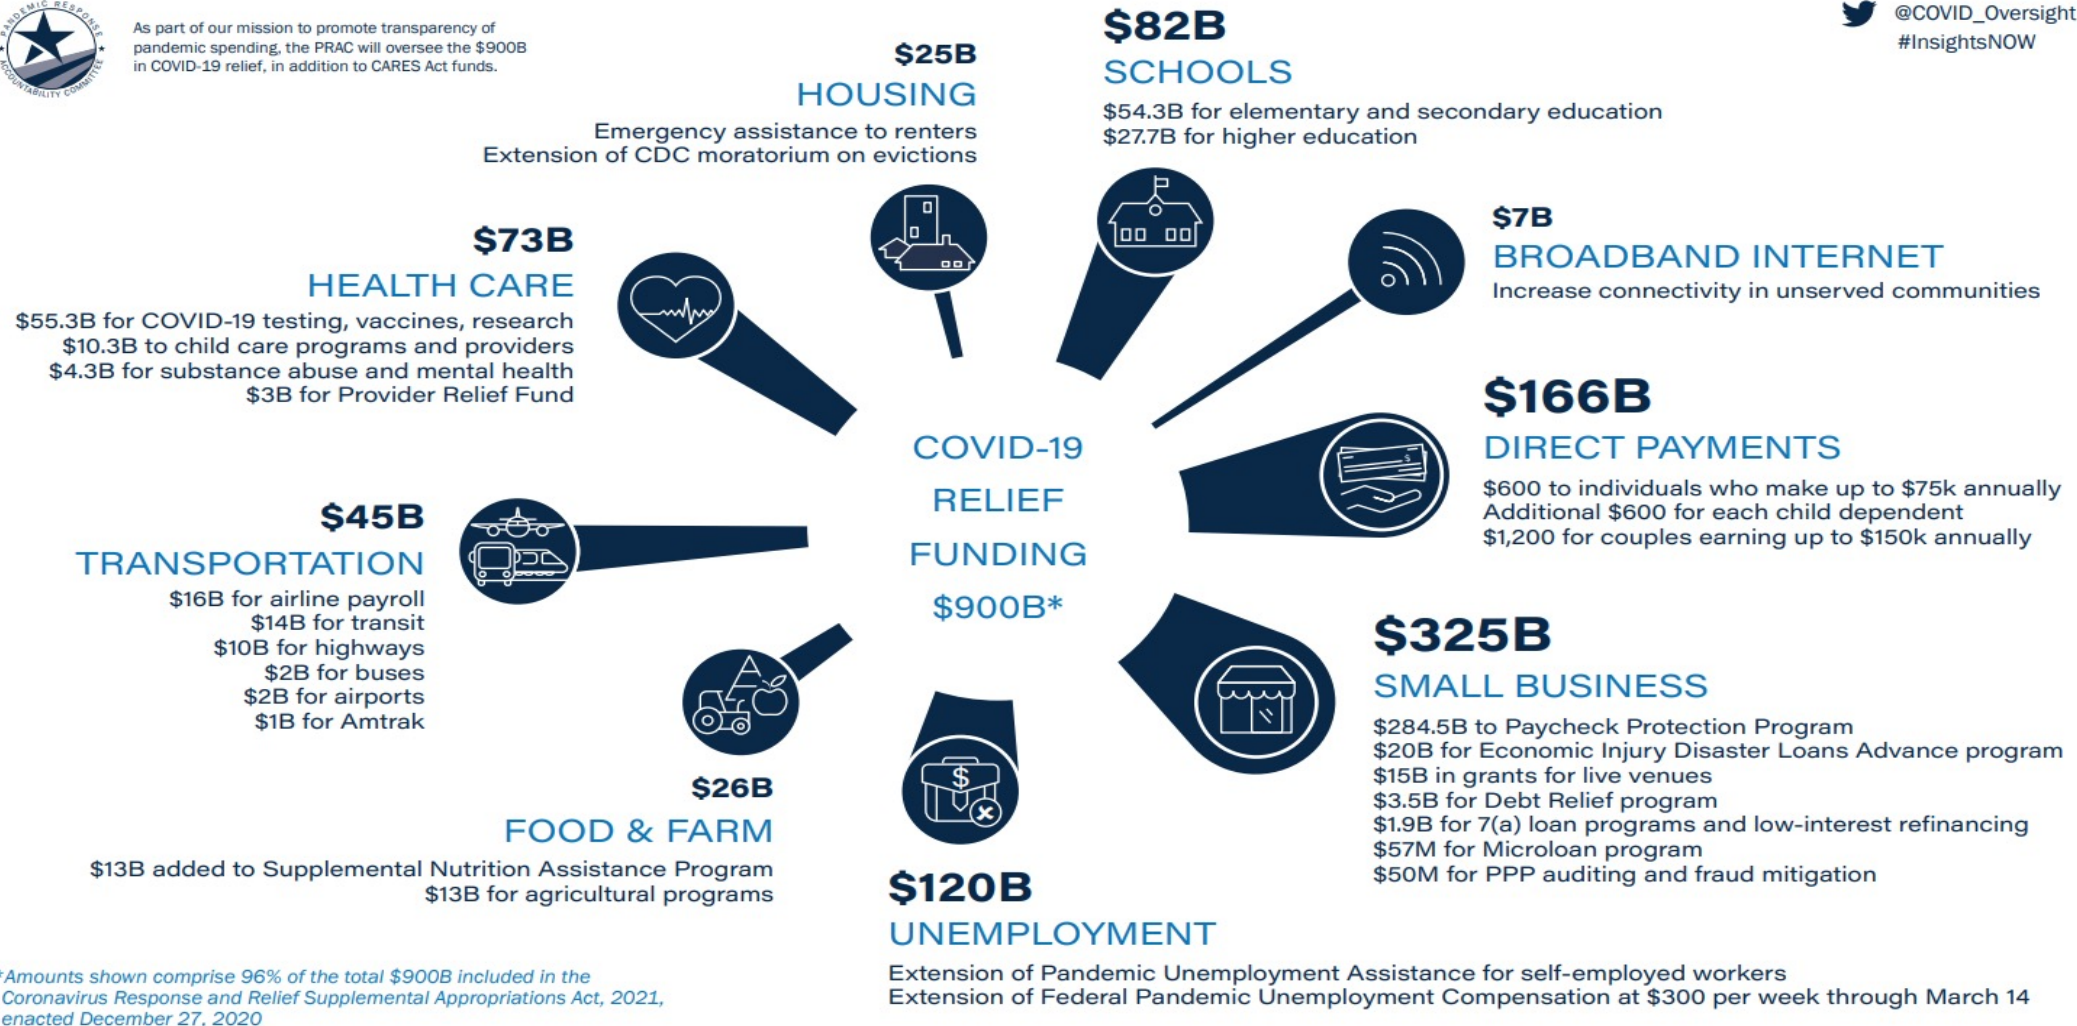 PANDEMIC RESPONSE
ACCOUNTABILITY COMMITTEE
As part of our mission to promote transparency of
pandemic spending, the PRAC will oversee the $900B
in COVID-19 relief, in addition to CARES Act funds.
@COVID_Oversight
#InsightsNOW
$25B
HOUSING
Emergency assistance to renters
Extension of CDC moratorium on evictions
$82B
SCHOOLS
$54.3B for elementary and secondary education
$27.7B for higher education
$7B
BROADBAND INTERNET
Increase connectivity in unserved communities
$73B
HEALTH CARE
$55.3B for COVID-19 testing, vaccines, research
$10.3B to child care programs and providers
$4.3B for substance abuse and mental health
$3B for Provider Relief Fund
$166B
DIRECT PAYMENTS
$600 to individuals who make up to $75k annually
Additional $600 for each child dependent
$1,200 for couples earning up to $150k annually
COVID-19
RELIEF
FUNDING
$900B*
$45B
TRANSPORTATION
$16B for airline payroll
$14B for transit
$10B for highways
$2B for buses
$2B for airports
$1B for Amtrak
$325B
SMALL BUSINESS
$284.5B to Paycheck Protection Program
$20B for Economic Injury Disaster Loans Advance program
$15B in grants for live venues
$3.5B for Debt Relief program
$1.9B for 7(a) loan programs and low-interest refinancing
$57M for Microloan program
$50M for PPP auditing and fraud mitigation
$26B
FOOD & FARM
$13B added to Supplemental Nutrition Assistance Program
$13B for agricultural programs
$120B
UNEMPLOYMENT
Extension of Pandemic Unemployment Assistance for self-employed workers
Extension of Federal Pandemic Unemployment Compensation at $300 per week through March 14
*Amounts shown comprise 96% of the total $900B included in the
Coronavirus Response and Relief Supplemental Appropriations Act, 2021,
enacted December 27, 2020